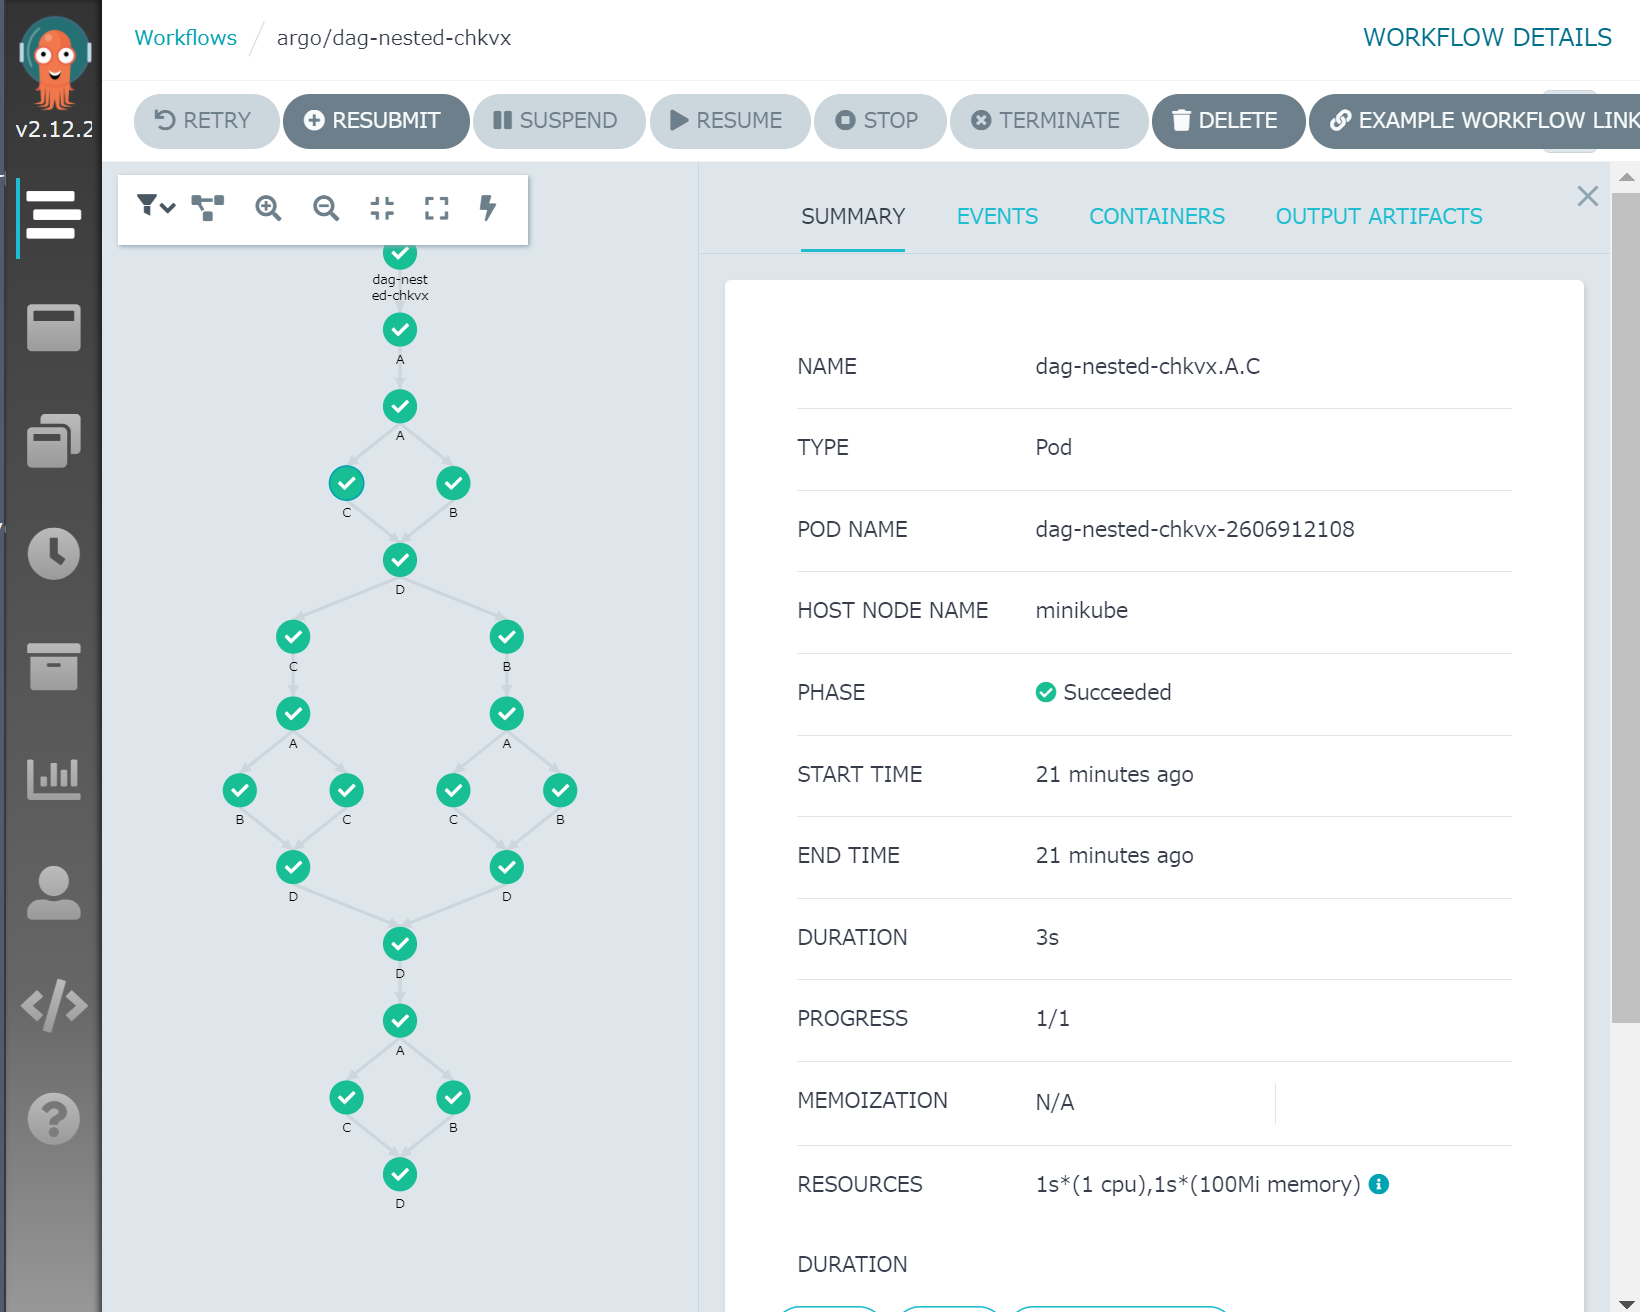 Workflows / argo/dag-nested-chkvx
WORKFLOW DETAILS
v2.12.2
RETRY
RESUBMIT
SUSPEND
RESUME
STOP
TERMINATE
DELETE
EXAMPLE WORKFLOW LINK
dag-nest
ed-chkvx
A
A
C B
D
C B
A A
B C C B
D D
D
A
C B
D
SUMMARY
EVENTS
CONTAINERS
OUTPUT ARTIFACTS
NAME dag-nested-chkvx.A.C
TYPE Pod
POD NAME dag-nested-chkvx-2606912108
HOST NODE NAME minikube
PHASE Succeeded
START TIME 21 minutes ago
END TIME 21 minutes ago
DURATION 3s
PROGRESS 1/1
MEMOIZATION N/A
RESOURCES 1s*(1 cpu),1s*(100Mi memory)
DURATION